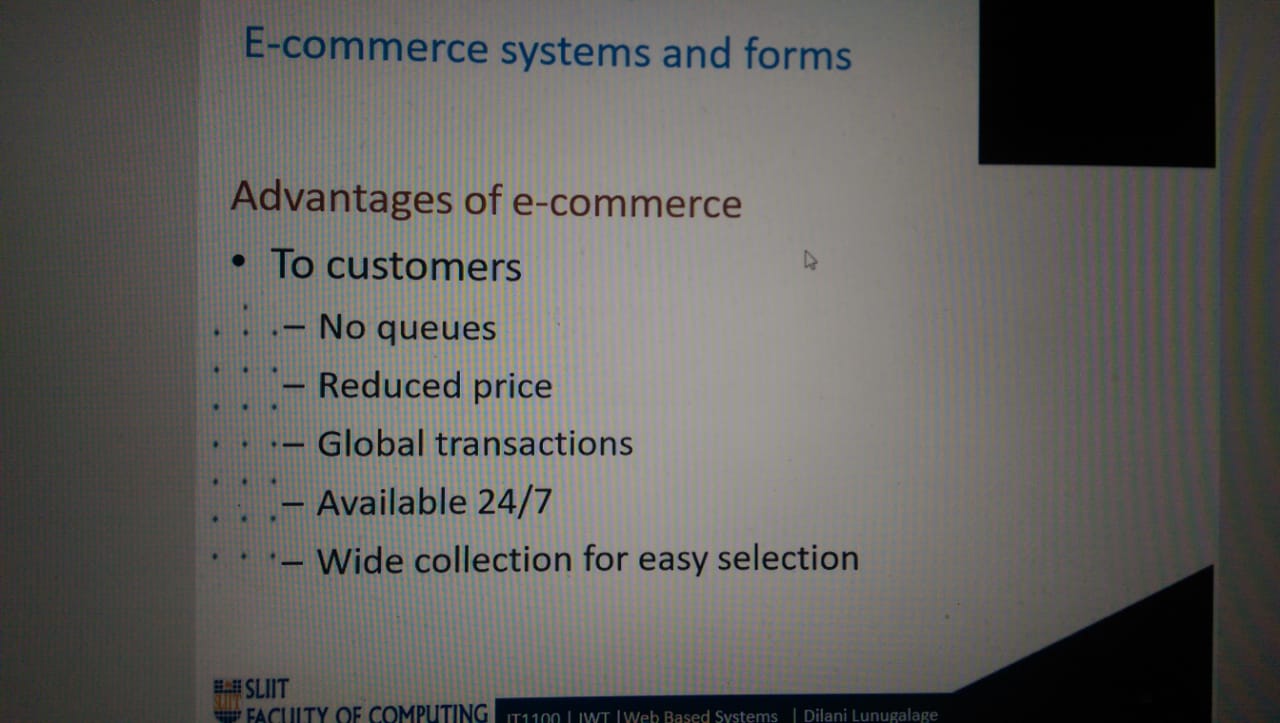 E-commerce systems and forms
Advantages of e-commerce
• To customers
– No queues
– Reduced price
– Global transactions
– Available 24/7
– Wide collection for easy selection
SLIIT
FACULTY OF COMPUTING
IT1100 | IWT | Web Based Systems | Dilani Lunugalage